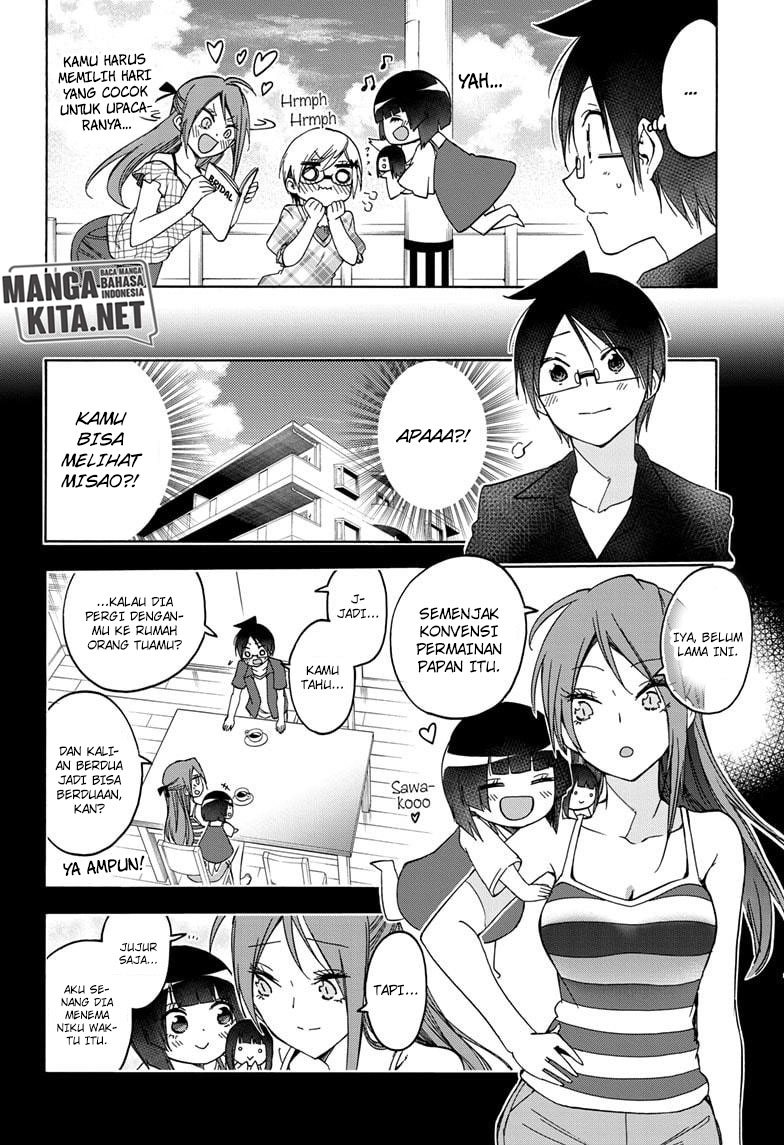 ...
YAH...
KAMU HARUS
MEMILIH HARI
YANG COCOK
UNTUK UPACA-
RANYA...
Hrmph
Hrmph
BRIDAL
MANGA
KITA.NET
BACA MANGA
BAHASA
INDONESIA
APAAA?!
KAMU
BISA
MELIHAT
MISAO?!
IYA, BELUM
LAMA INI.
SEMENJAK
KONVENSI
PERMAINAN
PAPAN ITU.
Sawa-
kooo
J-
JADI...
KAMU
TAHU...
...KALAU DIA
PERGI DENGAN-
MU KE RUMAH
ORANG TUAMU?
DAN KALI-
AN BERDUA
JADI BISA
BERDUAAN,
KAN?
YA AMPUN!
TAPI...
JUJUR
SAJA...
AKU SE-
NANG DIA
MENEMA
NIKU WAK-
TU ITU.